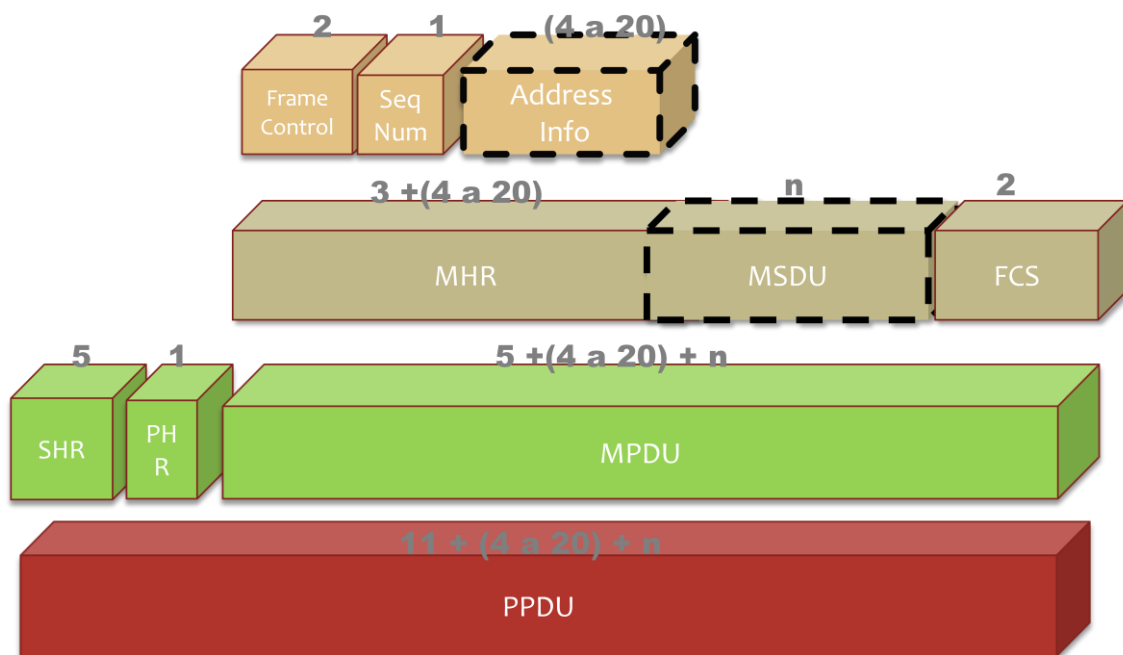 2 1 (4 a 20)
Frame Control Seq Num Address Info
3 +(4 a 20) n 2
MHR MSDU FCS
5 1 5 +(4 a 20) + n
SHR PH R MPDU
11 + (4 a 20) + n
PPDU